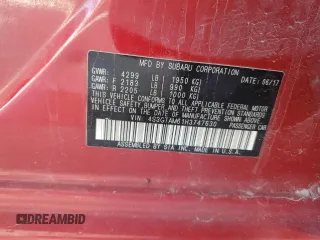 MFD BY SUBARU CORPORATION DATE: 06/17
GVWR: 4299 LB ( 1950 KG)
GAWR: F 2183 LB ( 990 KG)
GAWR: R 2205 LB ( 1000 KG)
THIS VEHICLE CONFORMS TO ALL APPLICABLE
FEDERAL MOTOR VEHICLE SAFETY, BUMPER, AND
THEFT PREVENTION STANDARDS
IN EFFECT ON THE DATE OF MANUFACTURE SHOWN ABOVE.
VIN: 4S3GTAM61H3747630 PASSENGER CAR
ASSEMBLED BY SIA, INC. MADE IN U.S.A.
DREAMBID